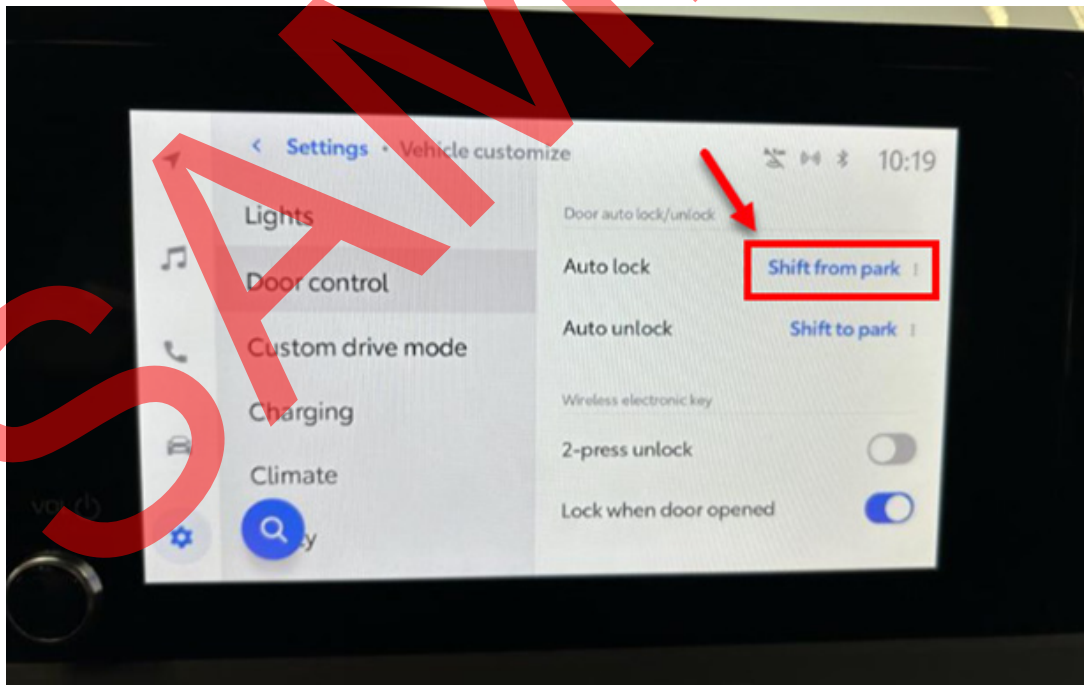 < Settings • Vehicle customize
10:19
Lights
Door control
Custom drive mode
Charging
Climate
Door auto lock/unlock
Auto lock Shift from park
Auto unlock Shift to park
Wireless electronic key
2-press unlock
Lock when door opened
VOL
SAM